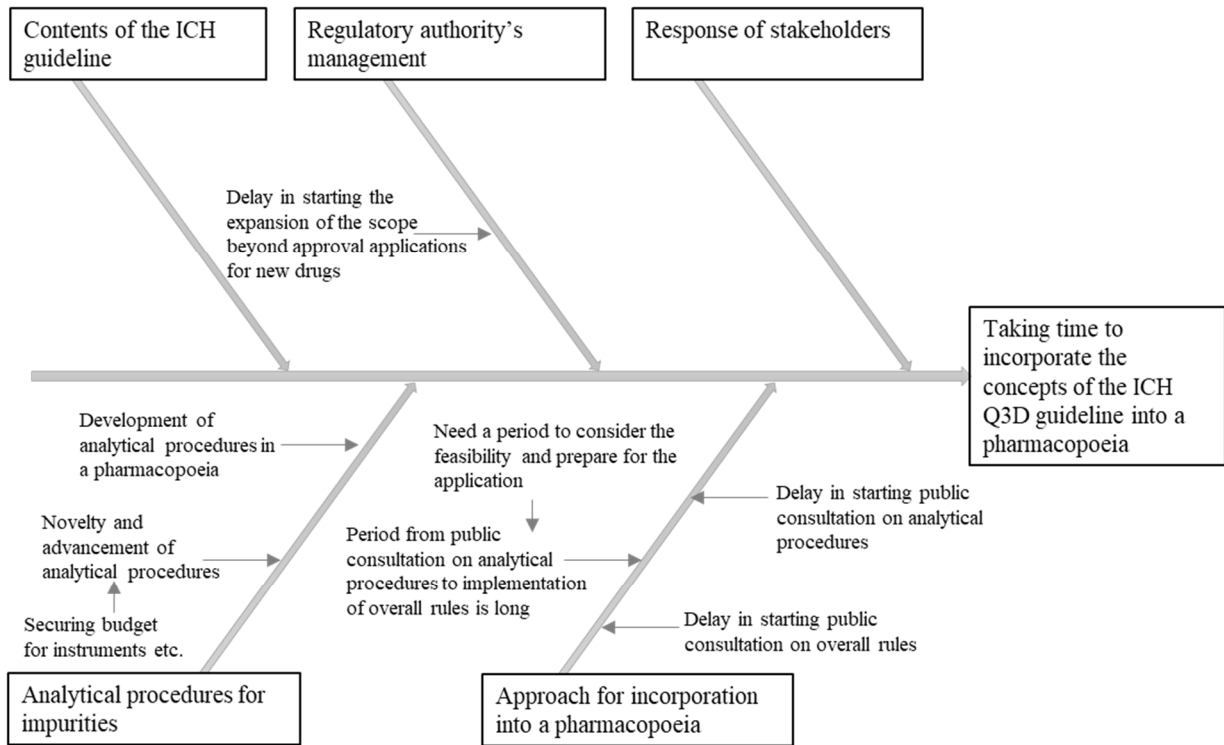 Contents of the ICH
guideline
Regulatory authority's
management
Response of stakeholders
Delay in starting the
expansion of the scope
beyond approval applications
for new drugs
Taking time to
incorporate the
concepts of the ICH
Q3D guideline into a
pharmacopoeia
Development of
analytical procedures in
a pharmacopoeia
Novelty and
advancement of
analytical procedures
Securing budget
for instruments etc.
Need a period to consider the
feasibility and prepare for the
application
Period from public
consultation on analytical
procedures to implementation
of overall rules is long
Delay in starting public
consultation on analytical
procedures
Delay in starting public
consultation on overall rules
Analytical procedures for
impurities
Approach for incorporation
into a pharmacopoeia